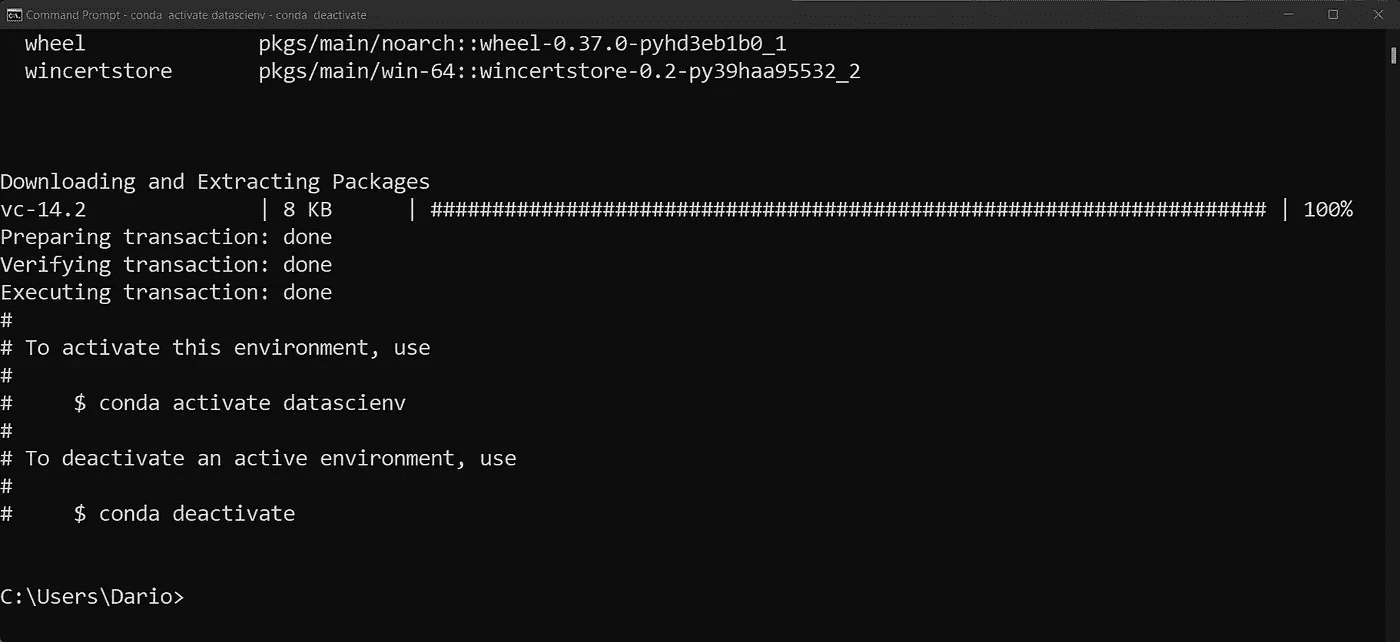 Command Prompt - conda  activate datascienv - conda  deactivate
  wheel              pkgs/main/noarch::wheel-0.37.0-pyhd3eb1b0_1
  wincertstore       pkgs/main/win-64::wincertstore-0.2-py39haa95532_2
Downloading and Extracting Packages
vc-14.2              | 8 KB      | #################################################################### | 100%
Preparing transaction: done
Verifying transaction: done
Executing transaction: done
#
# To activate this environment, use
#
#     $ conda activate datascienv
#
# To deactivate an active environment, use
#
#     $ conda deactivate
C:\Users\Dario>